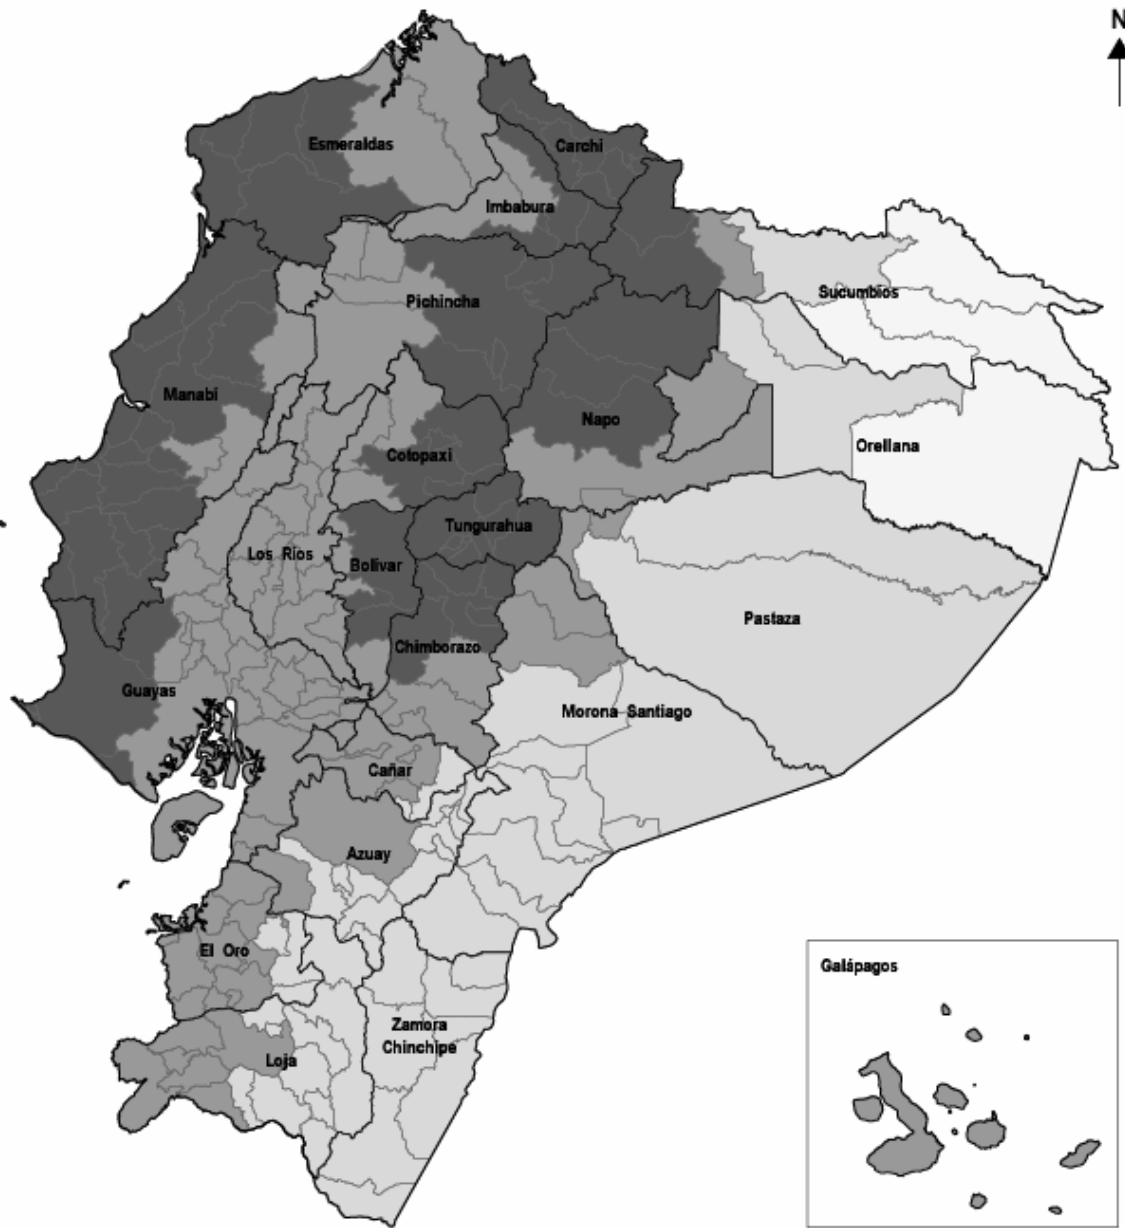 N
Esmeraldas
Carchi
Imbabura
Pichincha
Sucumbios
Manabi
Napo
Cotopaxi
Orellana
Tungurahua
Los Rios
Bolivar
Pastaza
Chimborazo
Guayas
Morona Santiago
Cañar
Azuay
El Oro
Galápagos
Zamora
Chinchipe
Loja